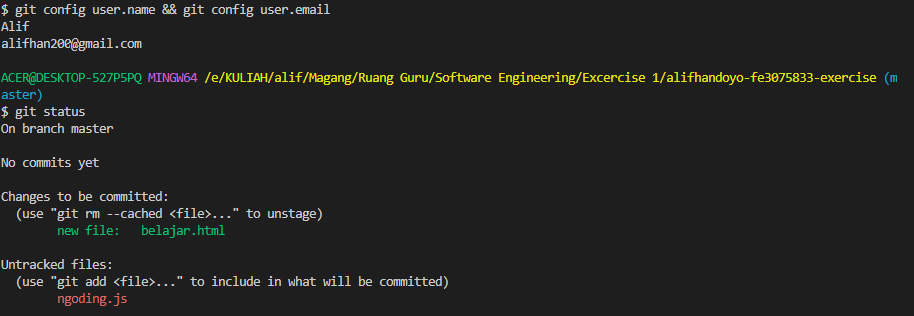 $ git config user.name && git config user.email
Alif
alifhan200@gmail.com
ACER@DESKTOP-527P5PQ MINGW64 /e/KULIAH/alif/Magang/Ruang Guru/Software Engineering/Excercise 1/alifhandoyo-fe3075833-exercise (m
aster)
$ git status
On branch master
No commits yet
Changes to be committed:
  (use "git rm --cached <file>..." to unstage)
        new file:   belajar.html
Untracked files:
  (use "git add <file>..." to include in what will be committed)
        ngoding.js